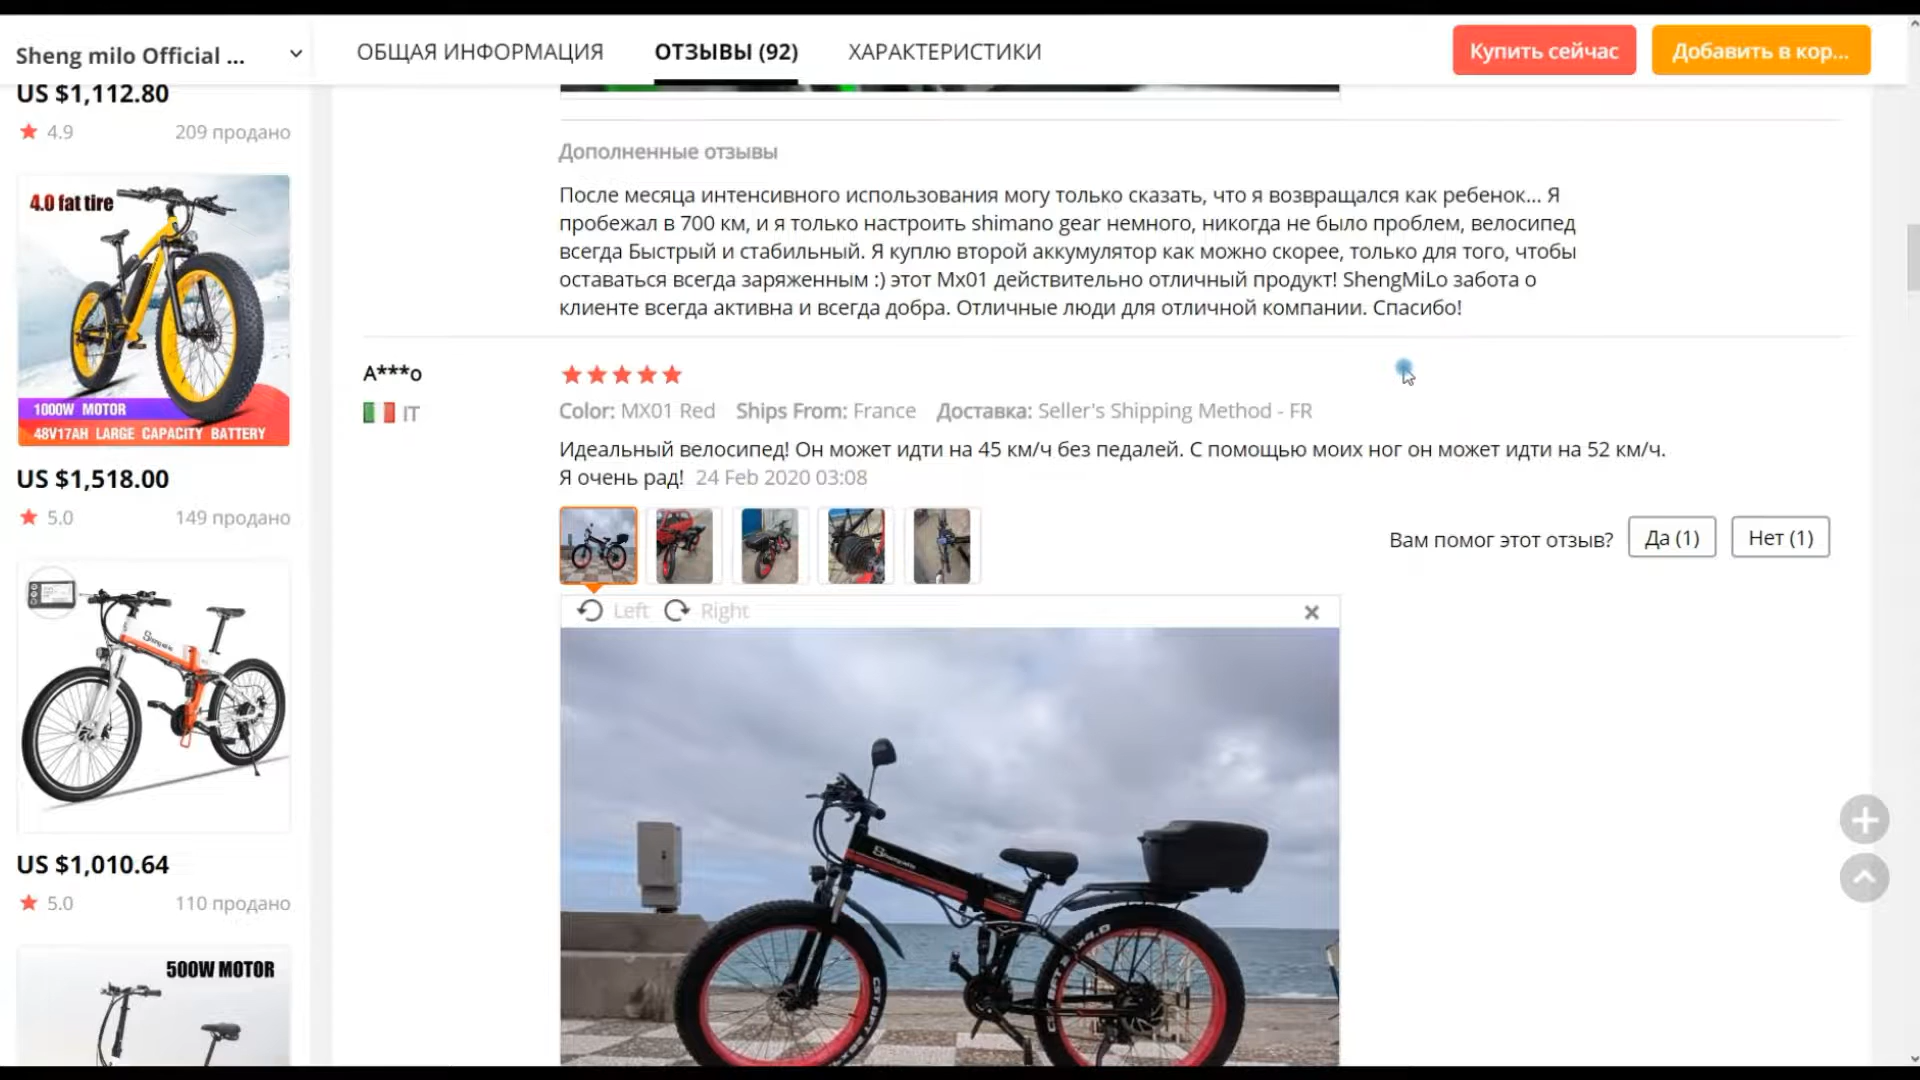 Sheng milo Official ...
ОБЩАЯ ИНФОРМАЦИЯ
ОТЗЫВЫ (92)
ХАРАКТЕРИСТИКИ
Купить сейчас
Добавить в кор...
US $1,112.80
4.9
209 продано
4.0 fat tire
1000W MOTOR
48V17AH LARGE CAPACITY BATTERY
US $1,518.00
5.0
149 продано
US $1,010.64
5.0
110 продано
500W MOTOR
Дополненные отзывы
После месяца интенсивного использования могу только сказать, что я возвращался как ребенок... Я
пробежал в 700 км, и я только настроить shimano gear немного, никогда не было проблем, велосипед
всегда Быстрый и стабильный. Я куплю второй аккумулятор как можно скорее, только для того, чтобы
оставаться всегда заряженным :) этот Mx01 действительно отличный продукт! ShengMiLo забота о
клиенте всегда активна и всегда добра. Отличные люди для отличной компании. Спасибо!
A***o
IT
Color: MX01 Red Ships From: France Доставка: Seller's Shipping Method - FR
Идеальный велосипед! Он может идти на 45 км/ч без педалей. С помощью моих ног он может идти на 52 км/ч.
Я очень рад! 24 Feb 2020 03:08
Вам помог этот отзыв?
Да (1)
Нет (1)
Left
Right